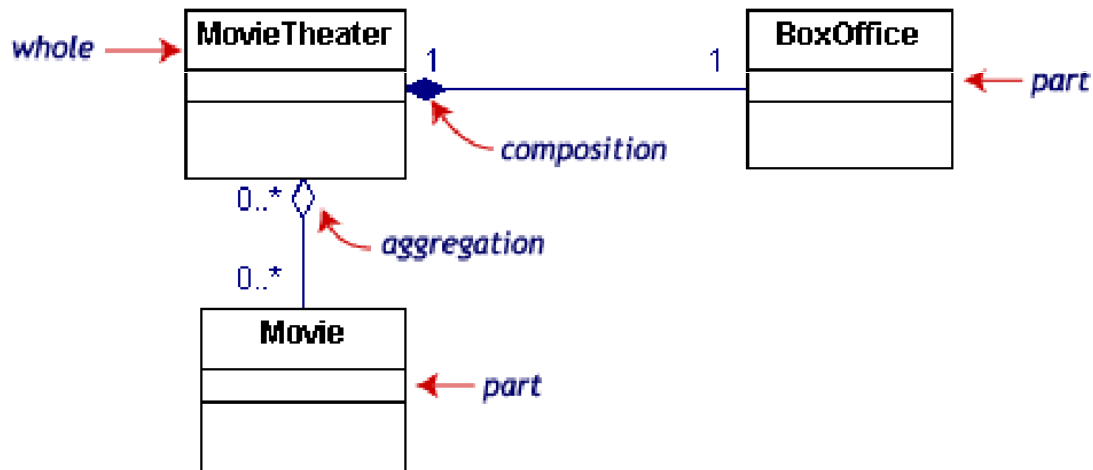 whole
MovieTheater
BoxOffice
1
1
part
composition
0..*
aggregation
0..*
Movie
part